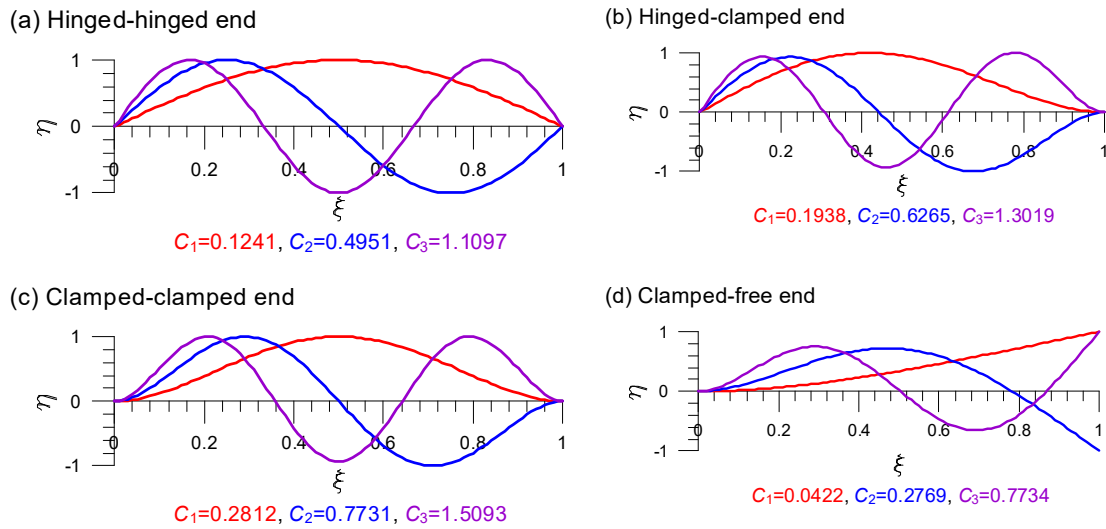 (a) Hinged-hinged end
1
η
0
0
0.2
0.4
0.6
0.8
1
-1
ξ
C1=0.1241, C2=0.4951, C3=1.1097
(b) Hinged-clamped end
1
η
0
0
0.2
0.4
0.6
0.8
1
-1
ξ
C1=0.1938, C2=0.6265, C3=1.3019
(c) Clamped-clamped end
1
η
0
0
0.2
0.4
0.6
0.8
1
-1
ξ
C1=0.2812, C2=0.7731, C3=1.5093
(d) Clamped-free end
1
η
0
0
0.2
0.4
0.6
0.8
1
-1
ξ
C1=0.0422, C2=0.2769, C3=0.7734